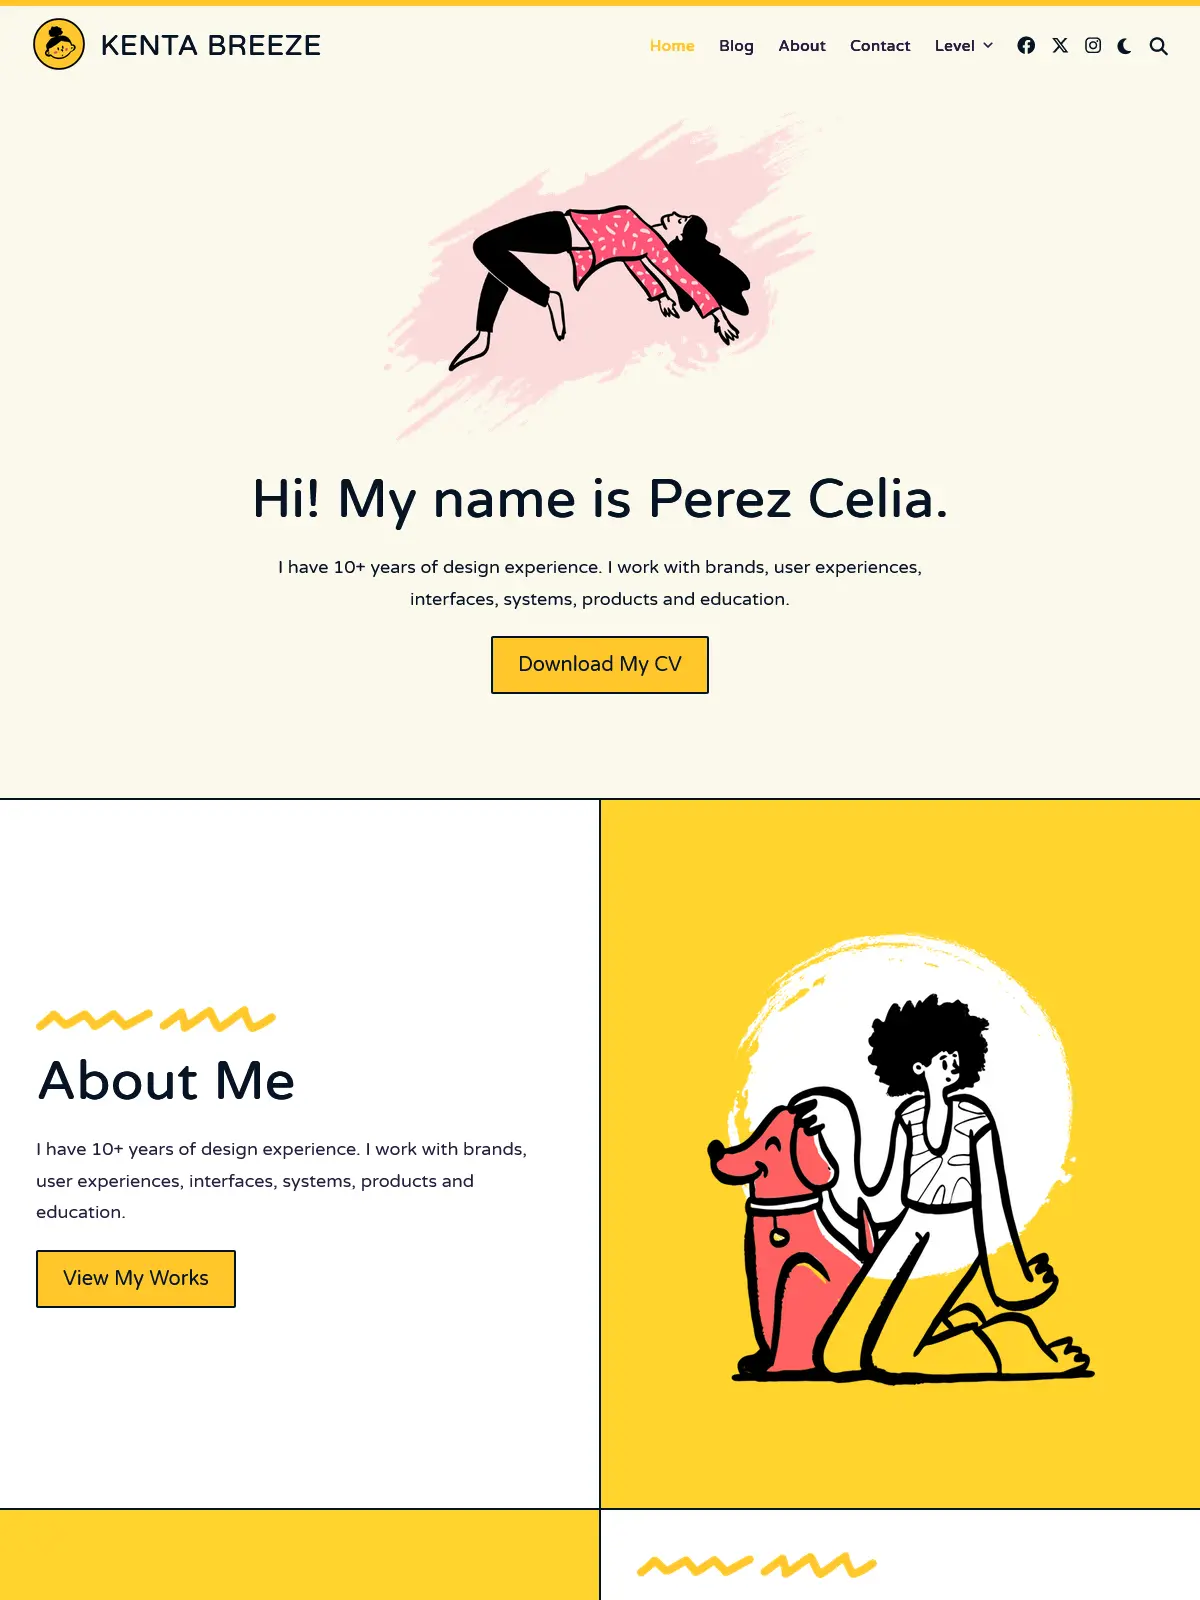 KENTA BREEZE
Home Blog About Contact Level
Hi! My name is Perez Celia.
I have 10+ years of design experience. I work with brands, user experiences,
interfaces, systems, products and education.
Download My CV
About Me
I have 10+ years of design experience. I work with brands,
user experiences, interfaces, systems, products and
education.
View My Works